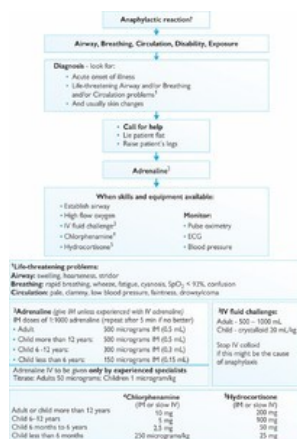 Anaphylactic reaction?
Airway, Breathing, Circulation, Disability, Exposure
Diagnosis - look for:
• Acute onset of illness
• Life-threatening Airway and/or Breathing
and/or Circulation problems¹
• And usually skin changes
• Call for help
• Lie patient flat
• Raise patient's legs
Adrenaline²
When skills and equipment available:
• Establish airway
• High flow oxygen
• IV fluid challenge³
• Chlorphenamine⁴
• Hydrocortisone⁵
Monitor:
• Pulse oximetry
• ECG
• Blood pressure
¹Life-threatening problems:
Airway: swelling, hoarseness, stridor
Breathing: rapid breathing, wheeze, fatigue, cyanosis, SpO₂ < 92%, confusion
Circulation: pale, clammy, low blood pressure, faintness, drowsy/coma
²Adrenaline (give IM unless experienced with IV adrenaline)
IM doses of 1:1000 adrenaline (repeat after 5 min if no better)
• Adult 500 micrograms IM (0.5 mL)
• Child more than 12 years: 500 micrograms IM (0.5 mL)
• Child 6 -12 years: 300 micrograms IM (0.3 mL)
• Child less than 6 years: 150 micrograms IM (0.15 mL)
Adrenaline IV to be given only by experienced specialists
Titrate: Adults 50 micrograms; Children 1 microgram/kg
³IV fluid challenge:
Adult - 500 – 1000 mL
Child - crystalloid 20 mL/kg
Stop IV colloid
if this might be the cause
of anaphylaxis
⁴Chlorphenamine ⁵Hydrocortisone
(IM or slow IV) (IM or slow IV)
Adult or child more than 12 years 10 mg 200 mg
Child 6-12 years 5 mg 100 mg
Child 6 months to 6 years 2.5 mg 50 mg
Child less than 6 months 250 micrograms/kg 25 mg